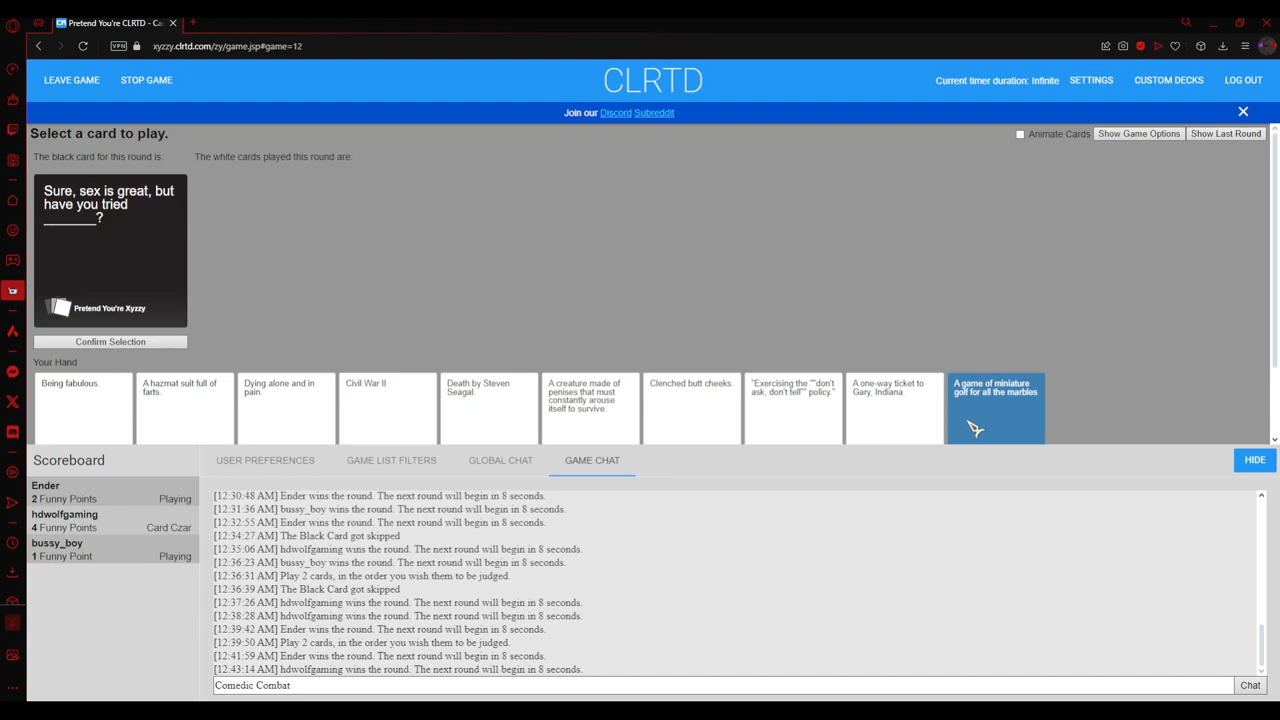 Pretend You're CLRTD - Ca
xyzzy.clrtd.com/zy/game.jsp#game=12
VPN
LEAVE GAME
STOP GAME
CLRTD
Current timer duration: Infinite
SETTINGS
CUSTOM DECKS
LOG OUT
Join our Discord Subreddit
Select a card to play.
Animate Cards
Show Game Options
Show Last Round
The black card for this round is:
The white cards played this round are:
Sure, sex is great, but
have you tried
_______?
Pretend You're Xyzzy
Confirm Selection
Your Hand
Being fabulous.
A hazmat suit full of
farts.
Dying alone and in
pain.
Civil War II
Death by Steven
Seagal.
A creature made of
penises that must
constantly arouse
itself to survive.
Clenched butt cheeks.
"Exercising the ""don't
ask, don't tell"" policy."
A one-way ticket to
Gary, Indiana.
A game of miniature
golf for all the marbles
Scoreboard
Ender
2 Funny Points
Playing
hdwolfgaming
4 Funny Points
Card Czar
bussy_boy
1 Funny Point
Playing
USER PREFERENCES
GAME LIST FILTERS
GLOBAL CHAT
GAME CHAT
HIDE
[12:30:48 AM] Ender wins the round. The next round will begin in 8 seconds.
[12:31:36 AM] bussy_boy wins the round. The next round will begin in 8 seconds.
[12:32:55 AM] Ender wins the round. The next round will begin in 8 seconds.
[12:34:27 AM] The Black Card got skipped
[12:35:06 AM] hdwolfgaming wins the round. The next round will begin in 8 seconds.
[12:36:23 AM] bussy_boy wins the round. The next round will begin in 8 seconds.
[12:36:31 AM] Play 2 cards, in the order you wish them to be judged.
[12:36:39 AM] The Black Card got skipped
[12:37:26 AM] hdwolfgaming wins the round. The next round will begin in 8 seconds.
[12:38:28 AM] hdwolfgaming wins the round. The next round will begin in 8 seconds.
[12:39:42 AM] Ender wins the round. The next round will begin in 8 seconds.
[12:39:50 AM] Play 2 cards, in the order you wish them to be judged.
[12:41:59 AM] Ender wins the round. The next round will begin in 8 seconds.
[12:43:14 AM] hdwolfgaming wins the round. The next round will begin in 8 seconds.
Comedic Combat
Chat